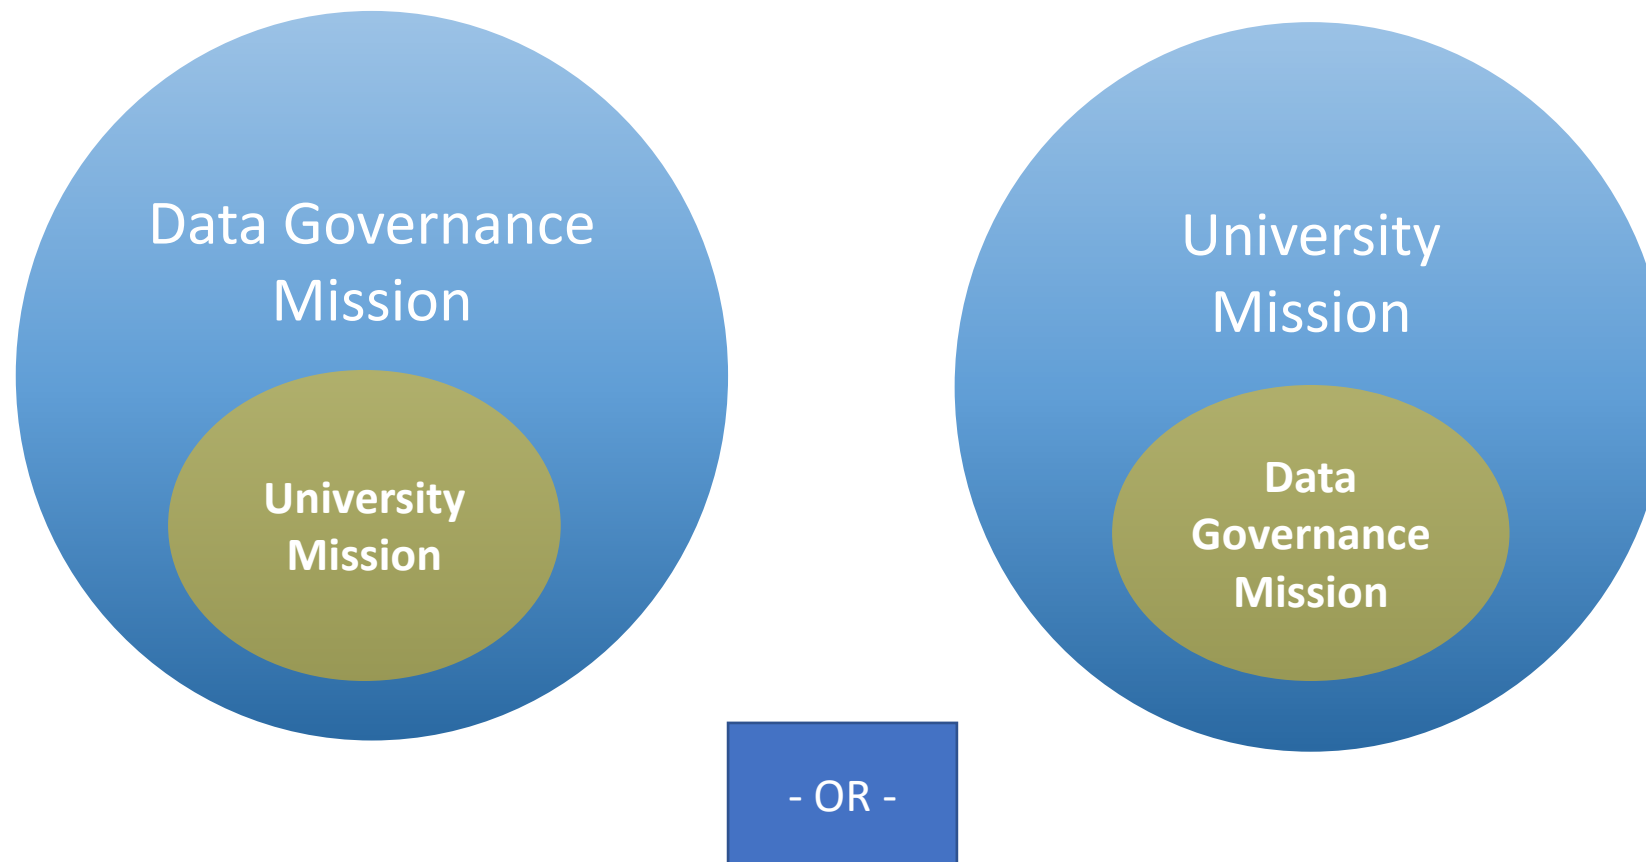 Data Governance
Mission
University
Mission
University
Mission
Data
Governance
Mission
- OR -